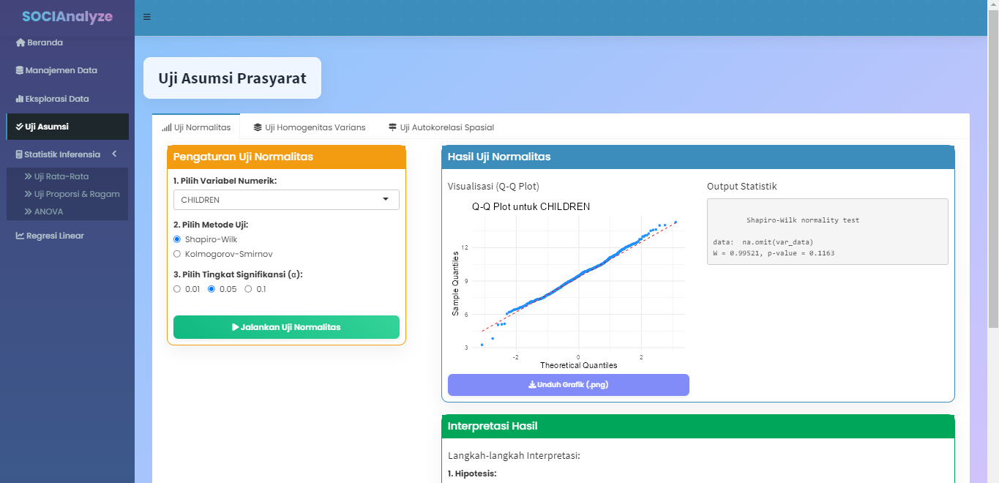 SOCIAnalyze
Beranda
Manajemen Data
Eksplorasi Data
Uji Asumsi
Statistik Inferensia
Uji Rata-Rata
Uji Proporsi & Ragam
ANOVA
Regresi Linear
Uji Asumsi Prasyarat
Uji Normalitas Uji Homogenitas Varians Uji Autokorelasi Spasial
Pengaturan Uji Normalitas
1. Pilih Variabel Numerik:
CHILDREN
2. Pilih Metode Uji:
Shapiro-Wilk
Kolmogorov-Smirnov
3. Pilih Tingkat Signifikansi (α):
0.01 0.05 0.1
Jalankan Uji Normalitas
Hasil Uji Normalitas
Visualisasi (Q-Q Plot)
Q-Q Plot untuk CHILDREN
Sample Quantiles
12
9
6
3
-2 0 2
Theoretical Quantiles
Unduh Grafik (.png)
Output Statistik
Shapiro-Wilk normality test
data: na.omit(var_data)
W = 0.99521, p-value = 0.1163
Interpretasi Hasil
Langkah-langkah Interpretasi:
1. Hipotesis: